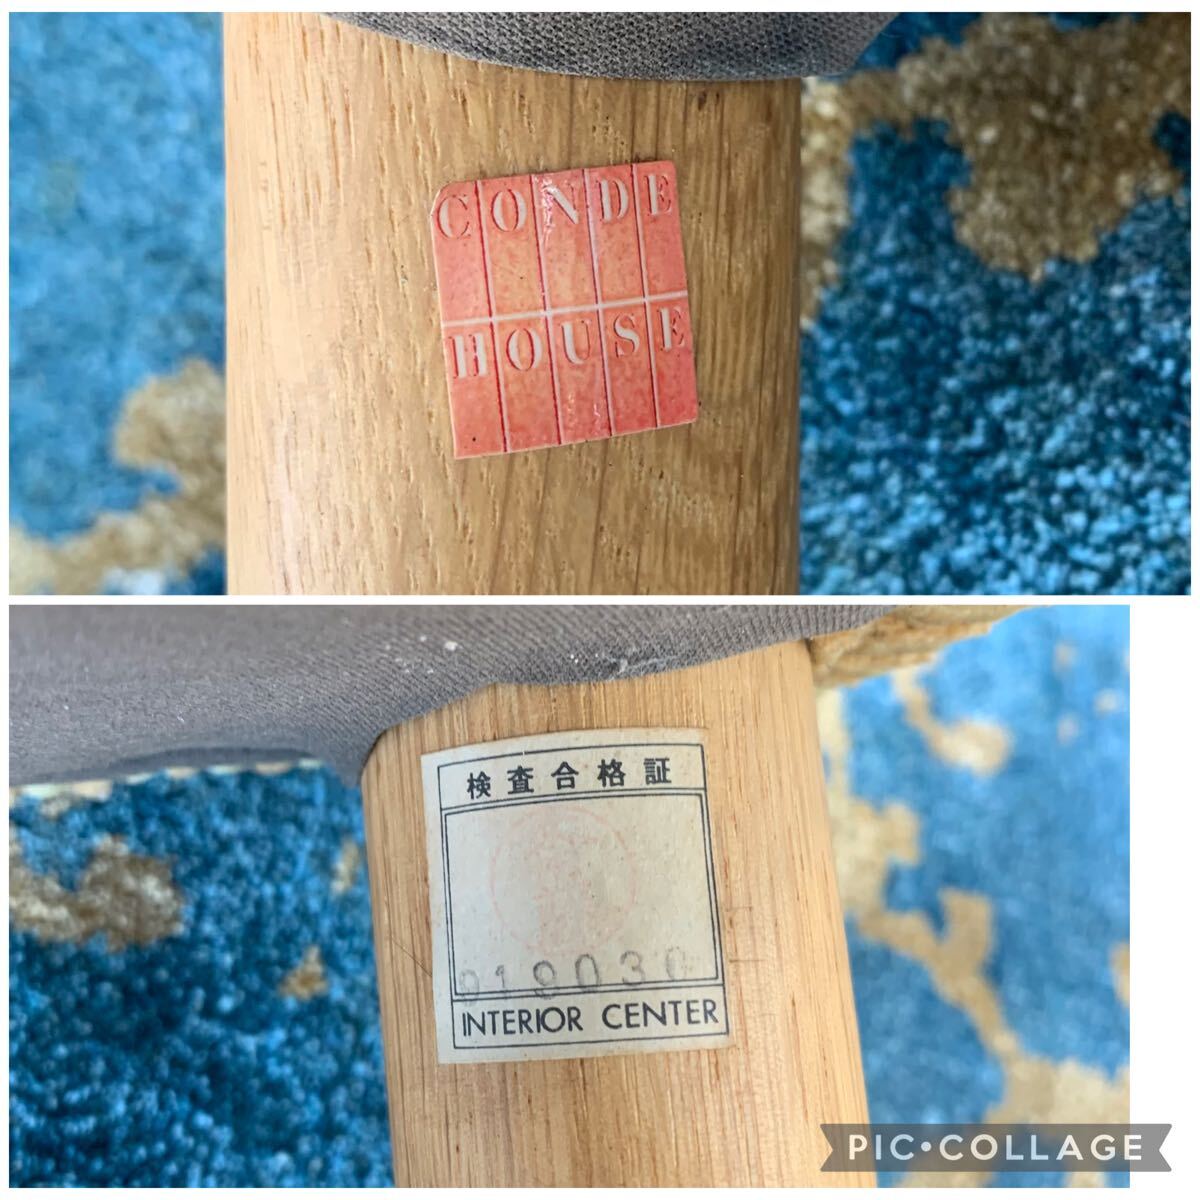 CONDE
HOUSE
検査合格証
INTERIOR CENTER
PIC•COLLAGE